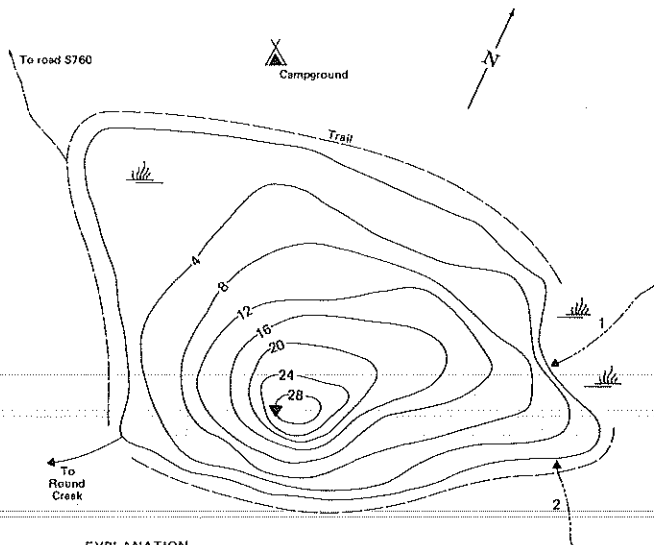 To road S760
Campground
N
Trail
4
8
12
16
20
24
28
1
To
Round
Creek
2
EXPLANATION